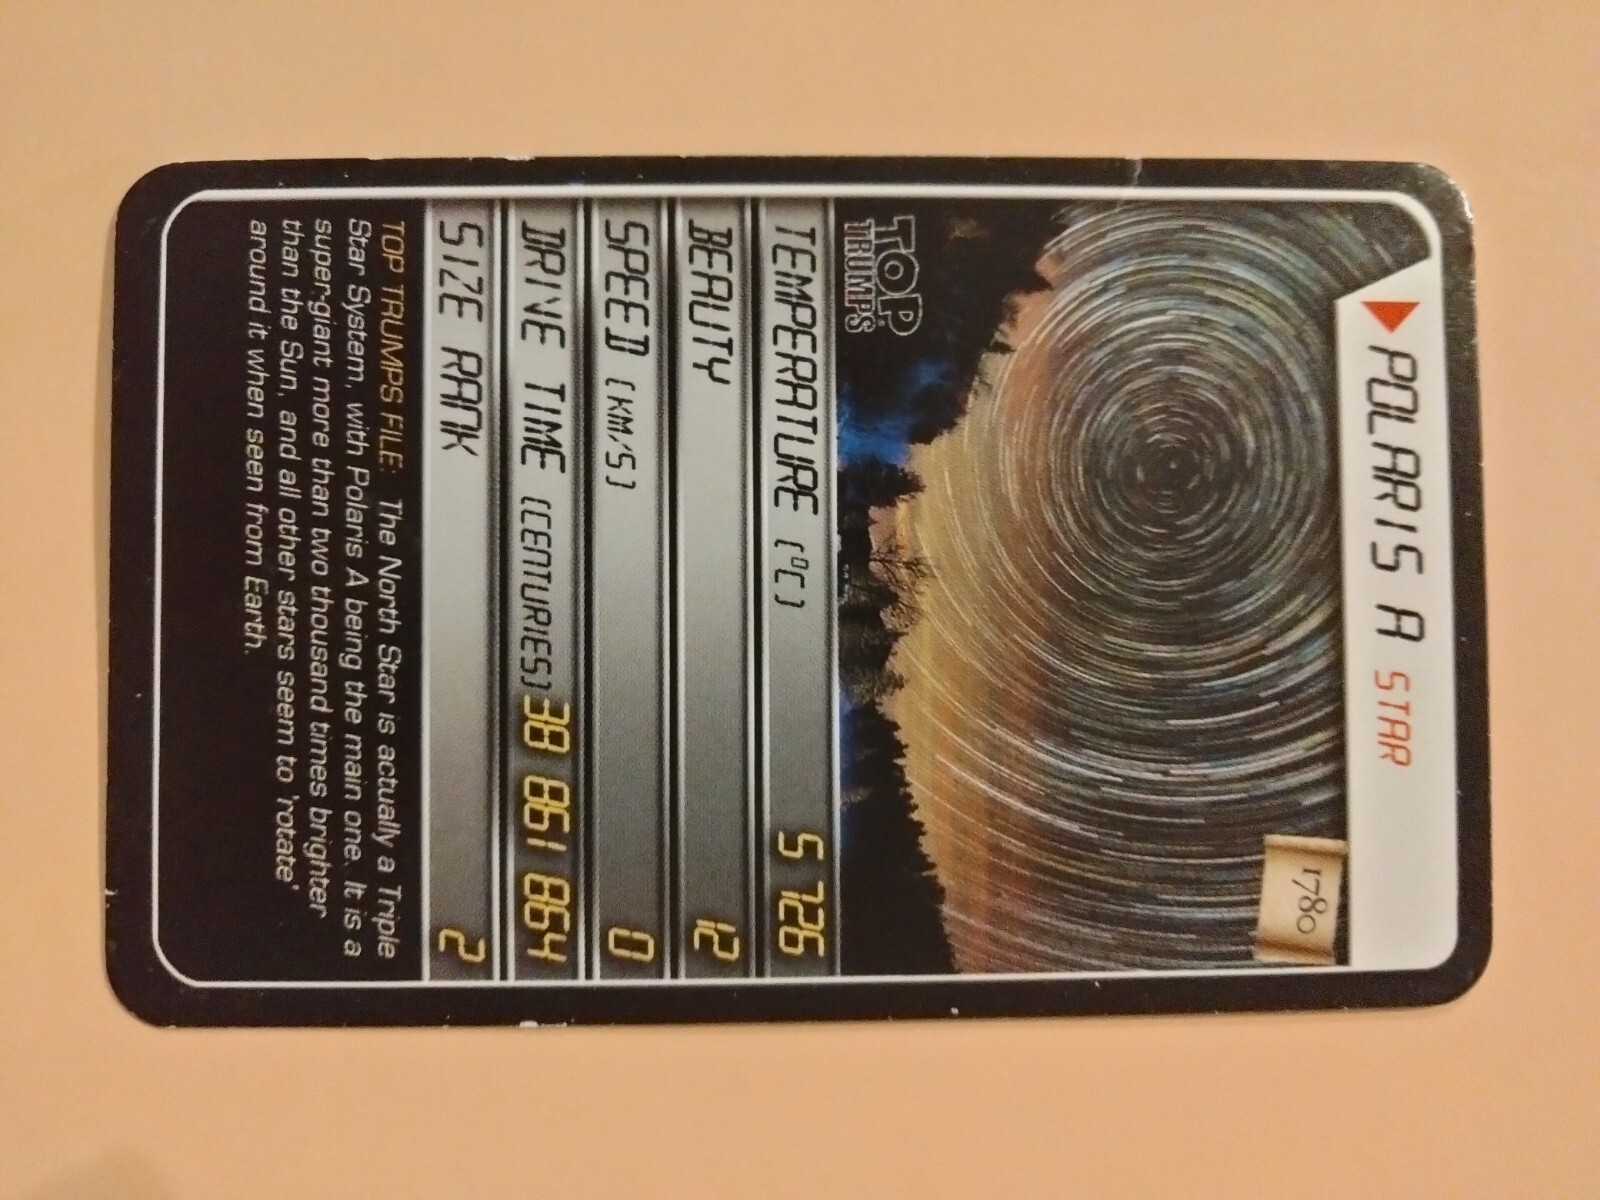 POLARIS A STAR
1780
TOP
TRUMPS
TEMPERATURE (°C) 5 726
BEAUTY 12
SPEED (KM/S) 0
DRIVE TIME (CENTURIES) 38 861 864
SIZE RANK 2
TOP TRUMPS FILE: The North Star is actually a Triple
Star System, with Polaris A being the main one. It is a
super-giant more than two thousand times brighter
than the Sun, and all other stars seem to 'rotate'
around it when seen from Earth.